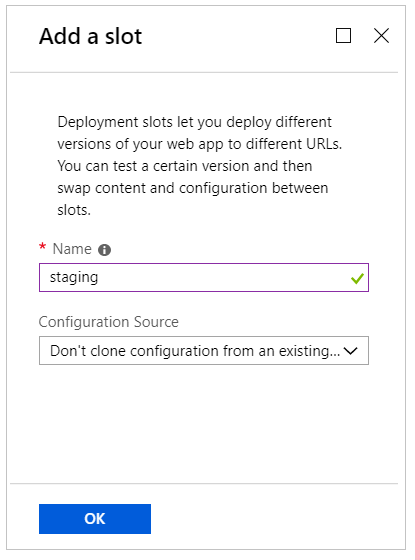 Add a slot
Deployment slots let you deploy different
versions of your web app to different URLs.
You can test a certain version and then
swap content and configuration between
slots.
* Name
staging
Configuration Source
Don't clone configuration from an existing...
OK